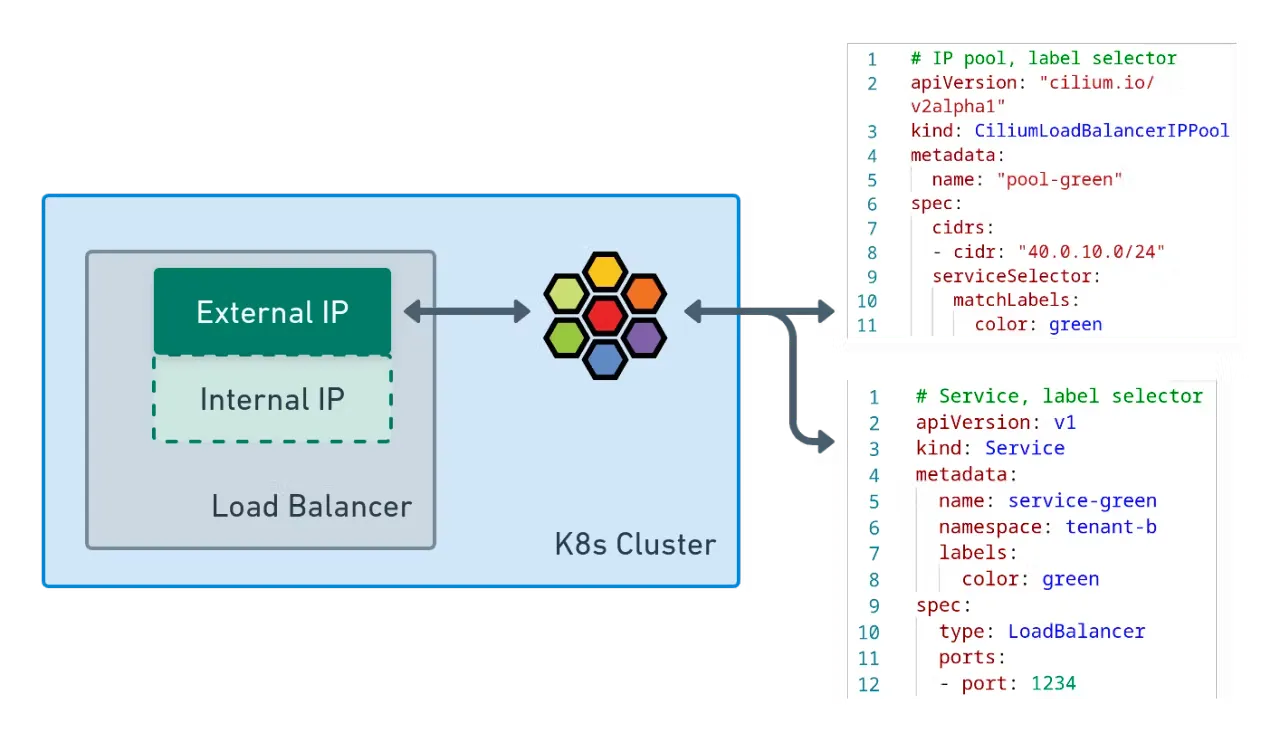 External IP
Internal IP
Load Balancer
K8s Cluster
1 # IP pool, label selector
2 apiVersion: "cilium.io/
v2alpha1"
3 kind: CiliumLoadBalancerIPPool
4 metadata:
5   name: "pool-green"
6 spec:
7   cidrs:
8   - cidr: "40.0.10.0/24"
9   serviceSelector:
10     matchLabels:
11       color: green
1 # Service, label selector
2 apiVersion: v1
3 kind: Service
4 metadata:
5   name: service-green
6   namespace: tenant-b
7   labels:
8     color: green
9 spec:
10   type: LoadBalancer
11   ports:
12   - port: 1234